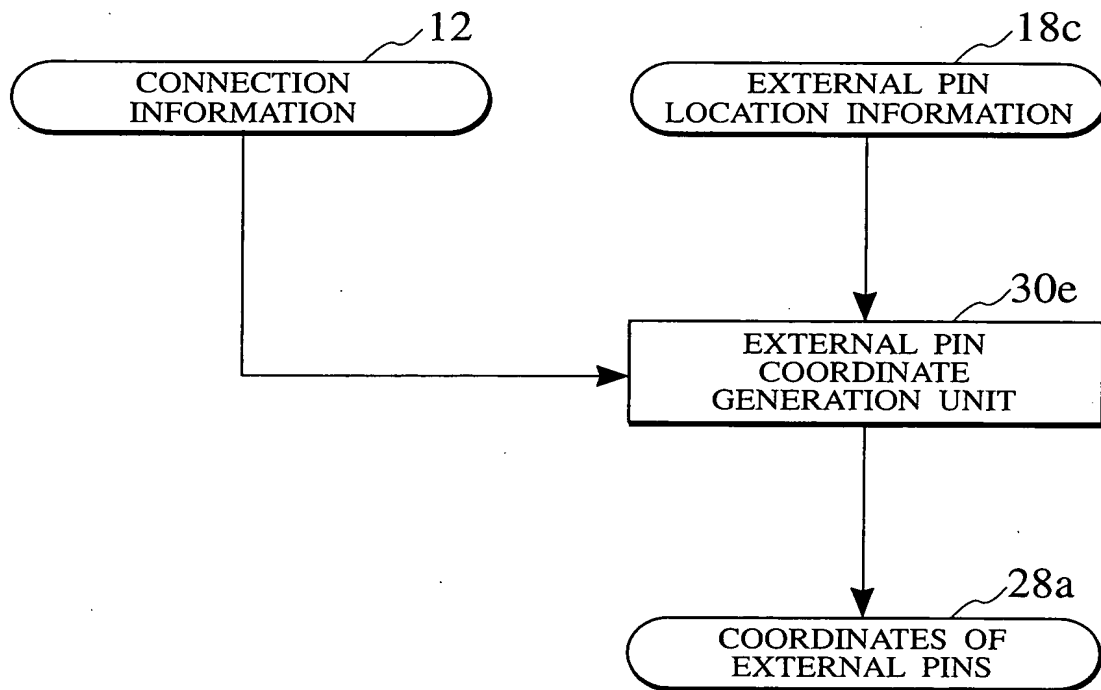 12
CONNECTION
INFORMATION
18c
EXTERNAL PIN
LOCATION INFORMATION
30e
EXTERNAL PIN
COORDINATE
GENERATION UNIT
28a
COORDINATES OF
EXTERNAL PINS